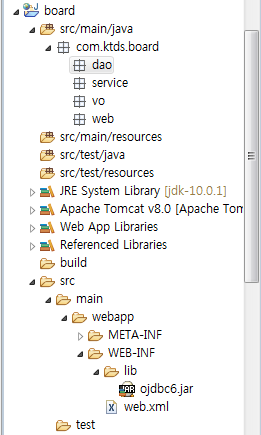 board
src/main/java
com.ktds.board
dao
service
vo
web
src/main/resources
src/test/java
src/test/resources
JRE System Library [jdk-10.0.1]
Apache Tomcat v8.0 [Apache Tom
Web App Libraries
Referenced Libraries
build
src
main
webapp
META-INF
WEB-INF
lib
ojdbc6.jar
web.xml
test